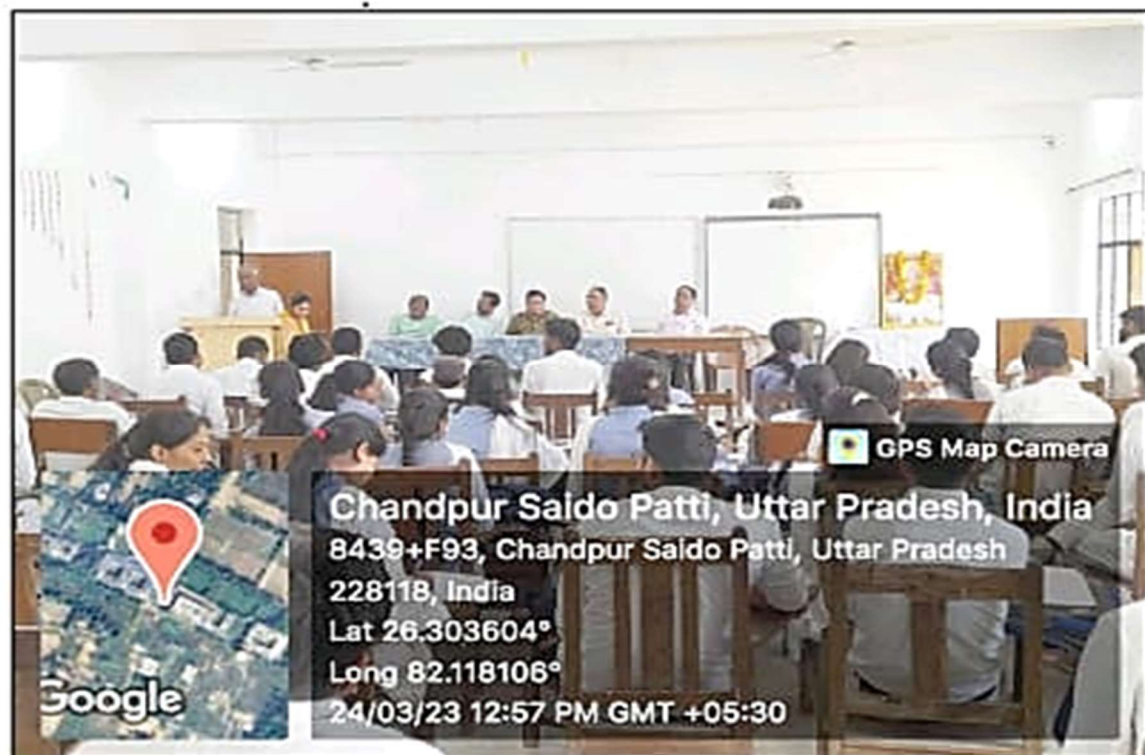 GPS Map Camera
Chandpur Saido Patti, Uttar Pradesh, India
8439+F93, Chandpur Saido Patti, Uttar Pradesh
228118, India
Lat 26.303604°
Long 82.118106°
24/03/23 12:57 PM GMT +05:30
Google